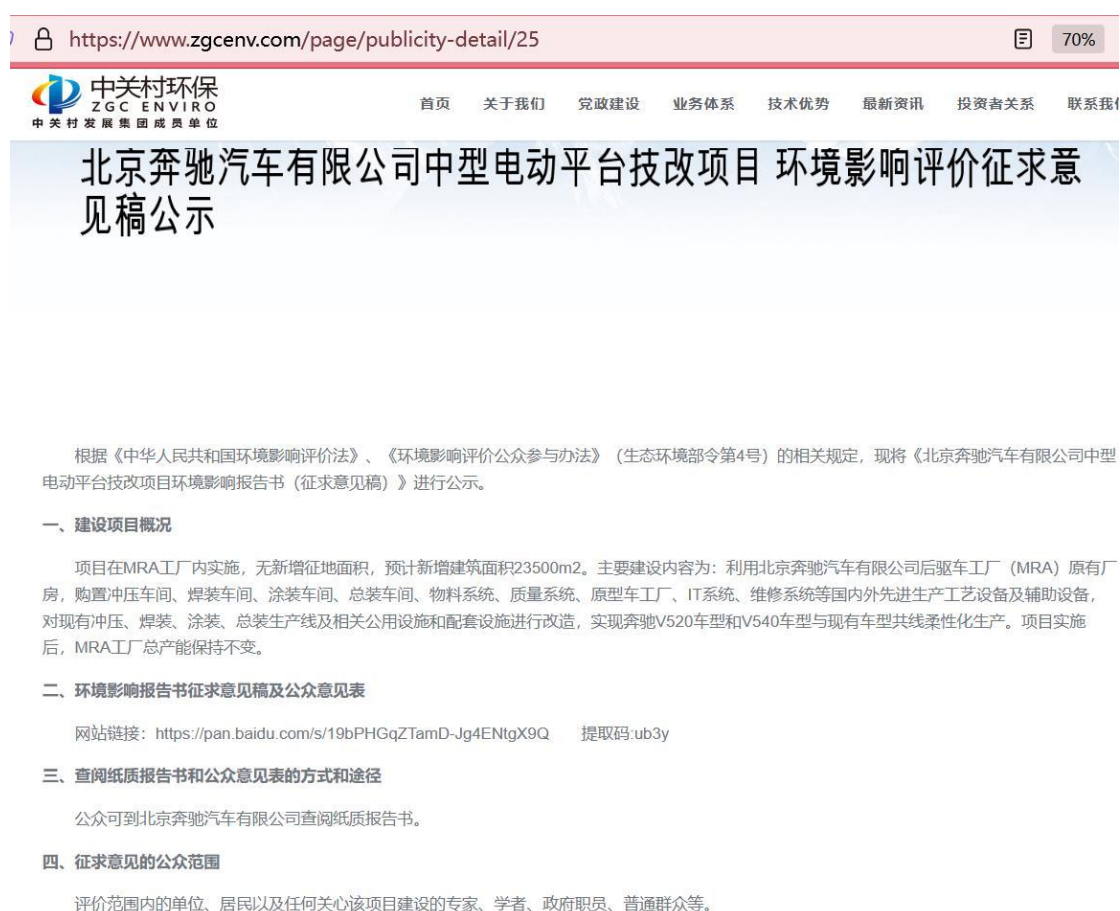 https://www.zgcenv.com/page/publicity-detail/25
70%
中关村环保
ZGC ENVIRO
中关村发展集团成员单位
首页 关于我们 党政建设 业务体系 技术优势 最新资讯 投资者关系 联系我们
北京奔驰汽车有限公司中型电动平台技改项目 环境影响评价征求意
见稿公示
根据《中华人民共和国环境影响评价法》、《环境影响评价公众参与办法》（生态环境部令第4号）的相关规定，现将《北京奔驰汽车有限公司中型
电动平台技改项目环境影响报告书（征求意见稿）》进行公示。
一、建设项目概况
项目在MRA工厂内实施，无新增征地面积，预计新增建筑面积23500m2。主要建设内容为：利用北京奔驰汽车有限公司后驱车工厂（MRA）原有厂
房，购置冲压车间、焊装车间、涂装车间、总装车间、物料系统、质量系统、原型车工厂、IT系统、维修系统等国内外先进生产工艺设备及辅助设备，
对现有冲压、焊装、涂装、总装生产线及相关公用设施和配套设施进行改造，实现奔驰V520车型和V540车型与现有车型共线柔性化生产。项目实施
后，MRA工厂总产能保持不变。
二、环境影响报告书征求意见稿及公众意见表
网站链接：https://pan.baidu.com/s/19bPHGqZTamD-Jg4ENtgX9Q 提取码:ub3y
三、查阅纸质报告书和公众意见表的方式和途径
公众可到北京奔驰汽车有限公司查阅纸质报告书。
四、征求意见的公众范围
评价范围内的单位、居民以及任何关心该项目建设的专家、学者、政府职员、普通群众等。